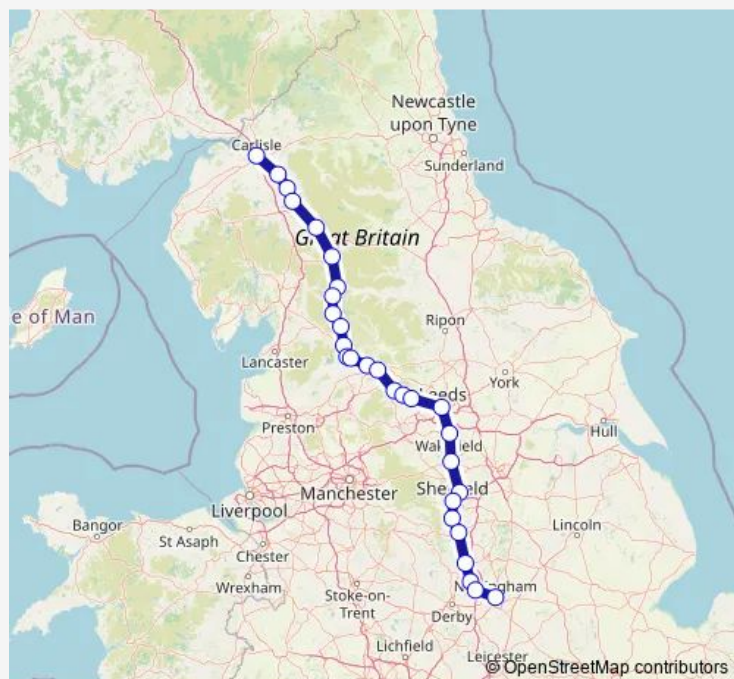 Newcastle
upon Tyne
Carlisle
Sunderland
Great Britain
e of Man
Ripon
Lancaster
York
Leeds
Preston
Hull
Wakefield
Manchester
Sheffield
Liverpool
Bangor
St Asaph
Chester
Lincoln
Wrexham
Stoke-on-
Trent
Nottingham
Derby
Lichfield
Leicester
© OpenStreetMap contributors